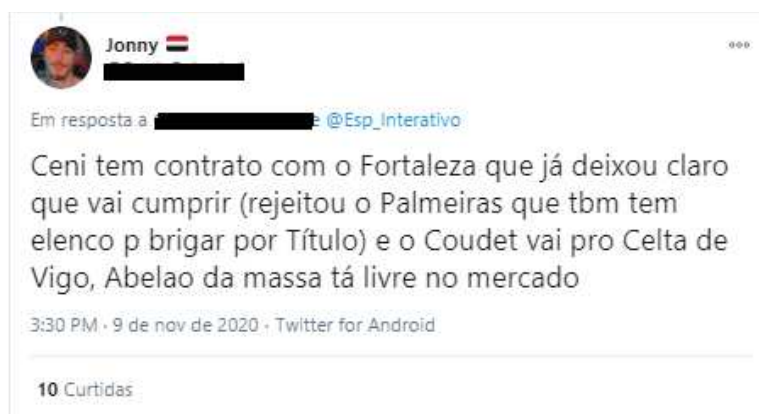 Jonny
Em resposta a @Esp_Interativo
Ceni tem contrato com o Fortaleza que já deixou claro
que vai cumprir (rejeitou o Palmeiras que tbm tem
elenco p brigar por Título) e o Coudet vai pro Celta de
Vigo, Abelao da massa tá livre no mercado
3:30 PM · 9 de nov de 2020 · Twitter for Android
10 Curtidas